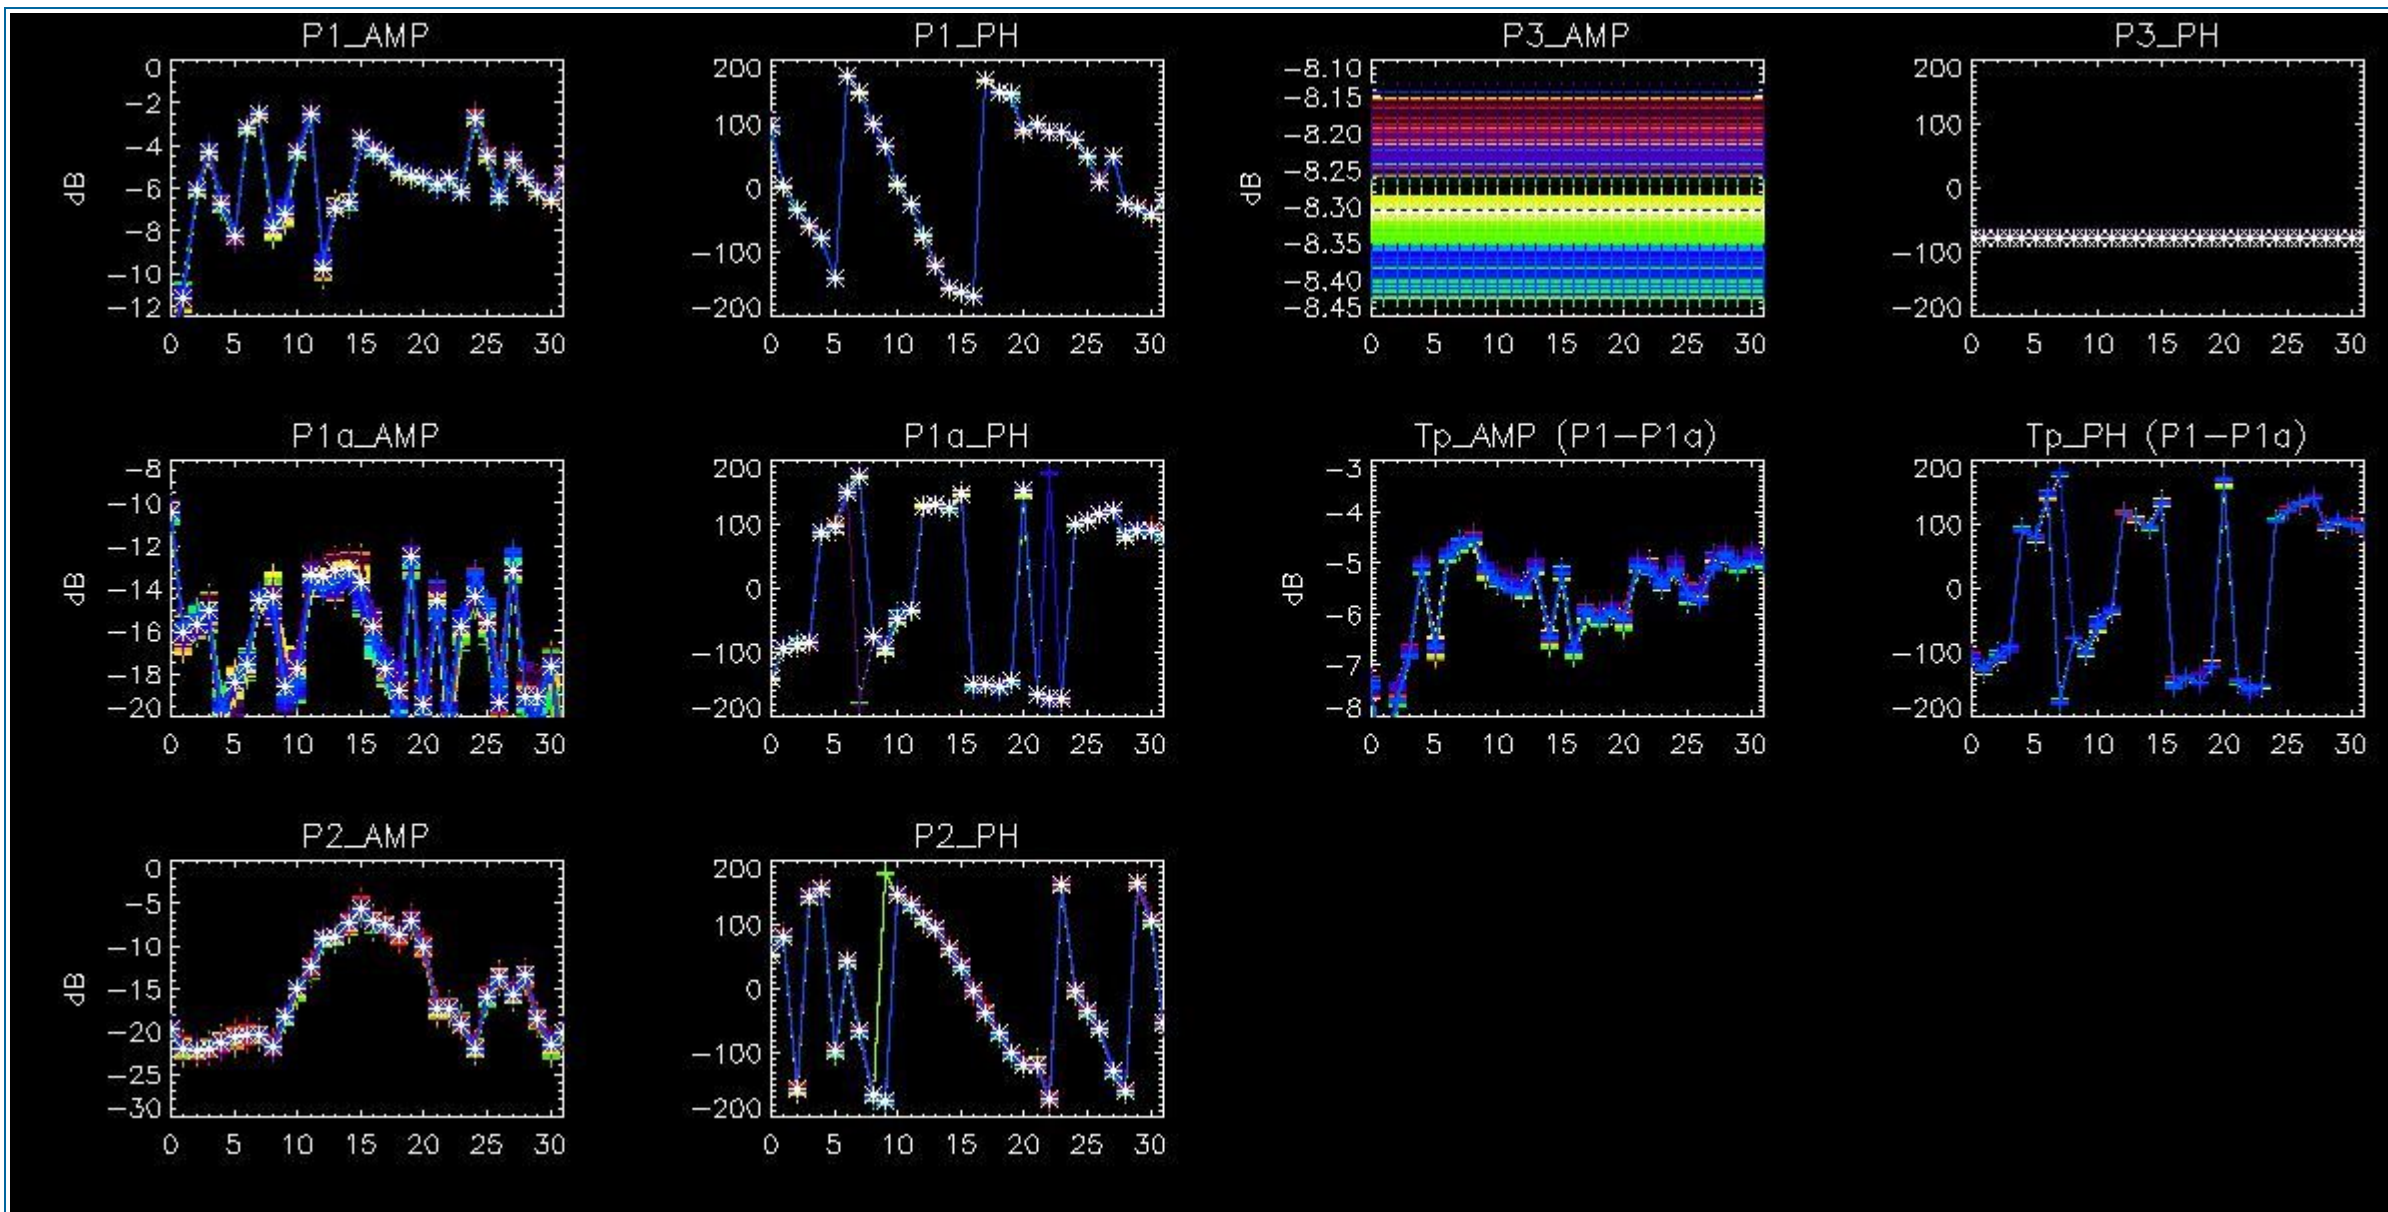 P1_AMP
P1_PH
P3_AMP
P3_PH
dB
0
−2
−4
−6
−8
−10
−12
0 5 10 15 20 25 30
200
100
0
−100
−200
0 5 10 15 20 25 30
dB
−8.10
−8.15
−8.20
−8.25
−8.30
−8.35
−8.40
−8.45
0 5 10 15 20 25 30
200
100
0
−100
−200
0 5 10 15 20 25 30
P1a_AMP
P1a_PH
Tp_AMP (P1−P1a)
Tp_PH (P1−P1a)
dB
−8
−10
−12
−14
−16
−18
−20
0 5 10 15 20 25 30
200
100
0
−100
−200
0 5 10 15 20 25 30
dB
−3
−4
−5
−6
−7
−8
0 5 10 15 20 25 30
200
100
0
−100
−200
0 5 10 15 20 25 30
P2_AMP
P2_PH
dB
0
−5
−10
−15
−20
−25
−30
0 5 10 15 20 25 30
200
100
0
−100
−200
0 5 10 15 20 25 30